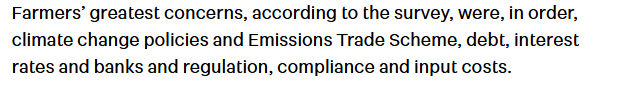 Farmers’ greatest concerns, according to the survey, were, in order,
climate change policies and Emissions Trade Scheme, debt, interest
rates and banks and regulation, compliance and input costs.